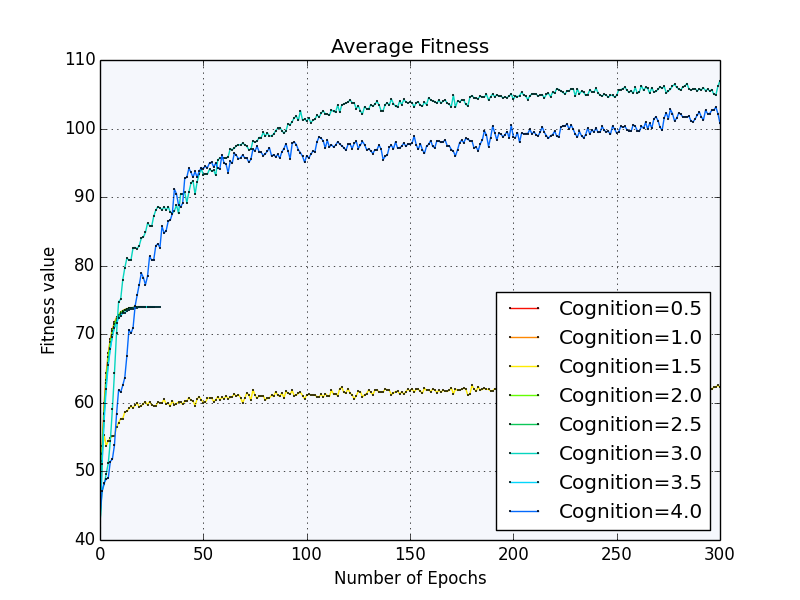 Average Fitness
110
100
90
80
70
60
50
40
Fitness value
0
50
100
150
200
250
300
Number of Epochs
Cognition=0.5
Cognition=1.0
Cognition=1.5
Cognition=2.0
Cognition=2.5
Cognition=3.0
Cognition=3.5
Cognition=4.0